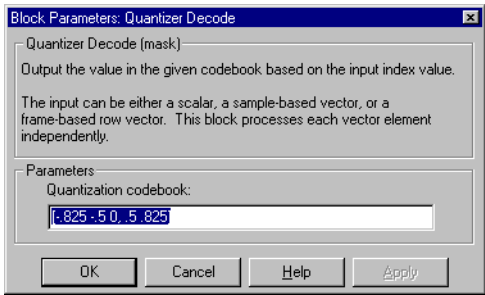 Block Parameters: Quantizer Decode
Quantizer Decode (mask)
Output the value in the given codebook based on the input index value.
The input can be either a scalar, a sample-based vector, or a
frame-based row vector. This block processes each vector element
independently.
Parameters
Quantization codebook:
[-.825 -.5 0, .5 .825]
OK
Cancel
Help
Apply